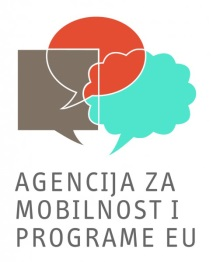 AGENCIJA ZA
MOBILNOST I
PROGRAME EU